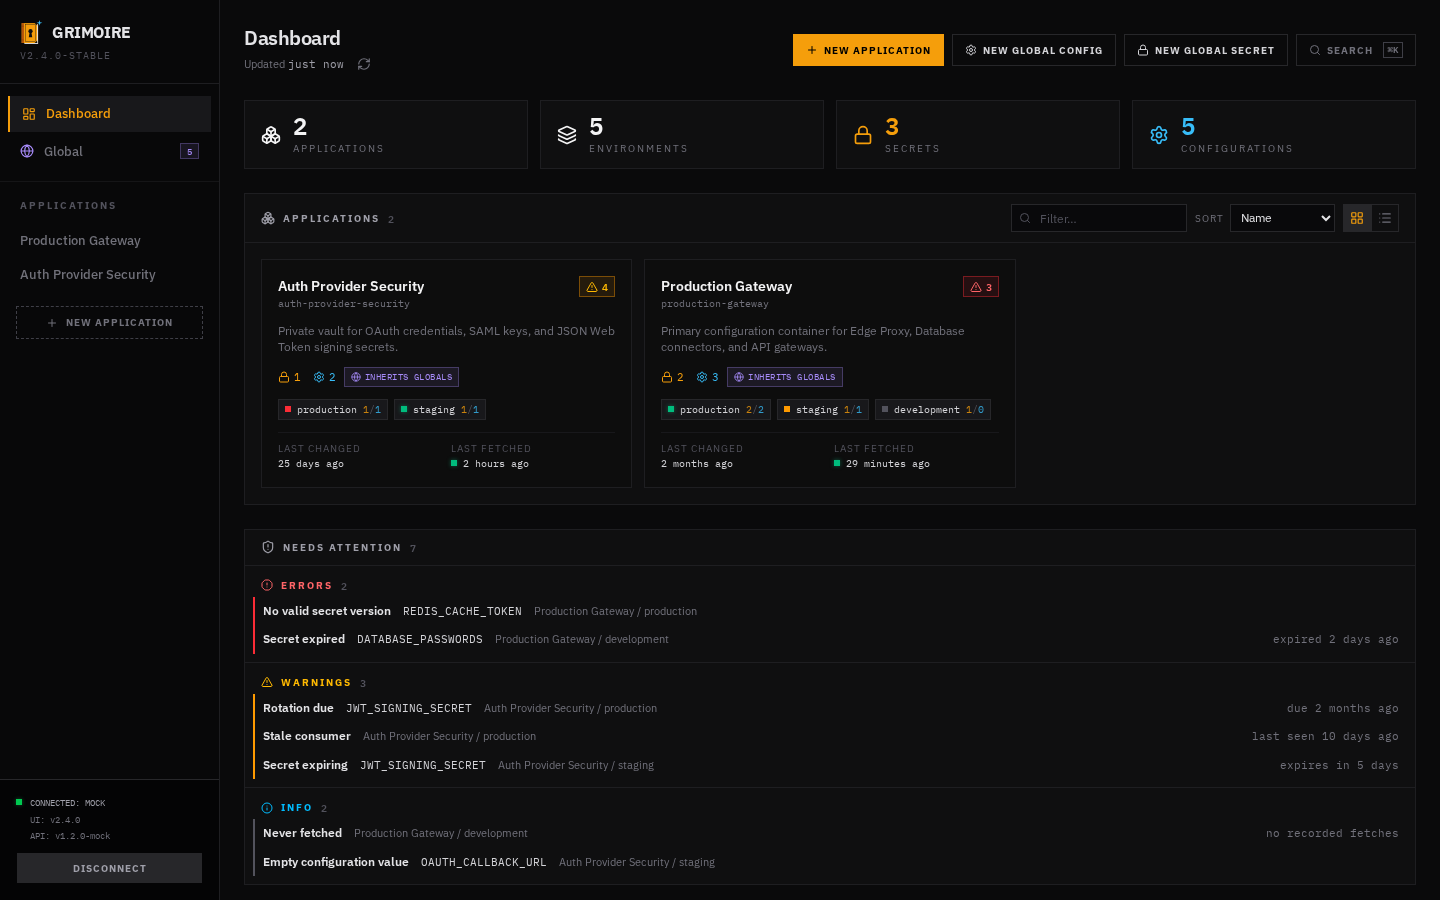 GRIMOIRE
V2.4.0-STABLE
Dashboard
Global 5
APPLICATIONS
Production Gateway
Auth Provider Security
NEW APPLICATION
CONNECTED: MOCK
UI: v2.4.0
API: v1.2.0-mock
DISCONNECT
Dashboard
Updated just now
NEW APPLICATION NEW GLOBAL CONFIG NEW GLOBAL SECRET SEARCH ⌘K
2 APPLICATIONS
5 ENVIRONMENTS
3 SECRETS
5 CONFIGURATIONS
APPLICATIONS 2 Filter... SORT Name
Auth Provider Security 4
auth-provider-security
Private vault for OAuth credentials, SAML keys, and JSON Web
Token signing secrets.
1 2 INHERITS GLOBALS
production 1/1 staging 1/1
LAST CHANGED LAST FETCHED
25 days ago 2 hours ago
Production Gateway 3
production-gateway
Primary configuration container for Edge Proxy, Database
connectors, and API gateways.
2 3 INHERITS GLOBALS
production 2/2 staging 1/1 development 1/0
LAST CHANGED LAST FETCHED
2 months ago 29 minutes ago
NEEDS ATTENTION 7
ERRORS 2
No valid secret version REDIS_CACHE_TOKEN Production Gateway / production
Secret expired DATABASE_PASSWORDS Production Gateway / development expired 2 days ago
WARNINGS 3
Rotation due JWT_SIGNING_SECRET Auth Provider Security / production due 2 months ago
Stale consumer Auth Provider Security / production last seen 10 days ago
Secret expiring JWT_SIGNING_SECRET Auth Provider Security / staging expires in 5 days
INFO 2
Never fetched Production Gateway / development no recorded fetches
Empty configuration value OAUTH_CALLBACK_URL Auth Provider Security / staging